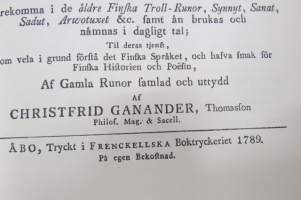 rekomma i de äldre Finska Troll-Runor, Synnyt, Sanat,
Sadut, Arwotuxet &c. samt än brukas och
nämnas i dagligt tal;
Til deras tjenst,
om vela i grund förstå det Finska Språket, och hafva smak för
Finska Historien och Poësin,
Af Gamla Runor samlad och uttydd
Af
CHRISTFRID GANANDER, Thomasson
Philos. Mag. & Sacell.
ÅBO, Tryckt i FRENCKELLSKA Boktryckeriet 1789.
På egen Bekostnad.